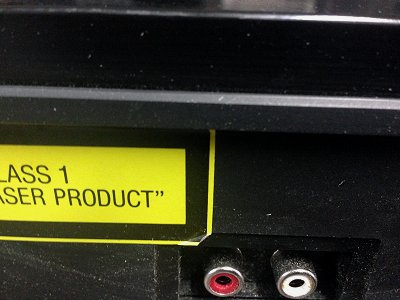 LASS 1
ASER PRODUCT”